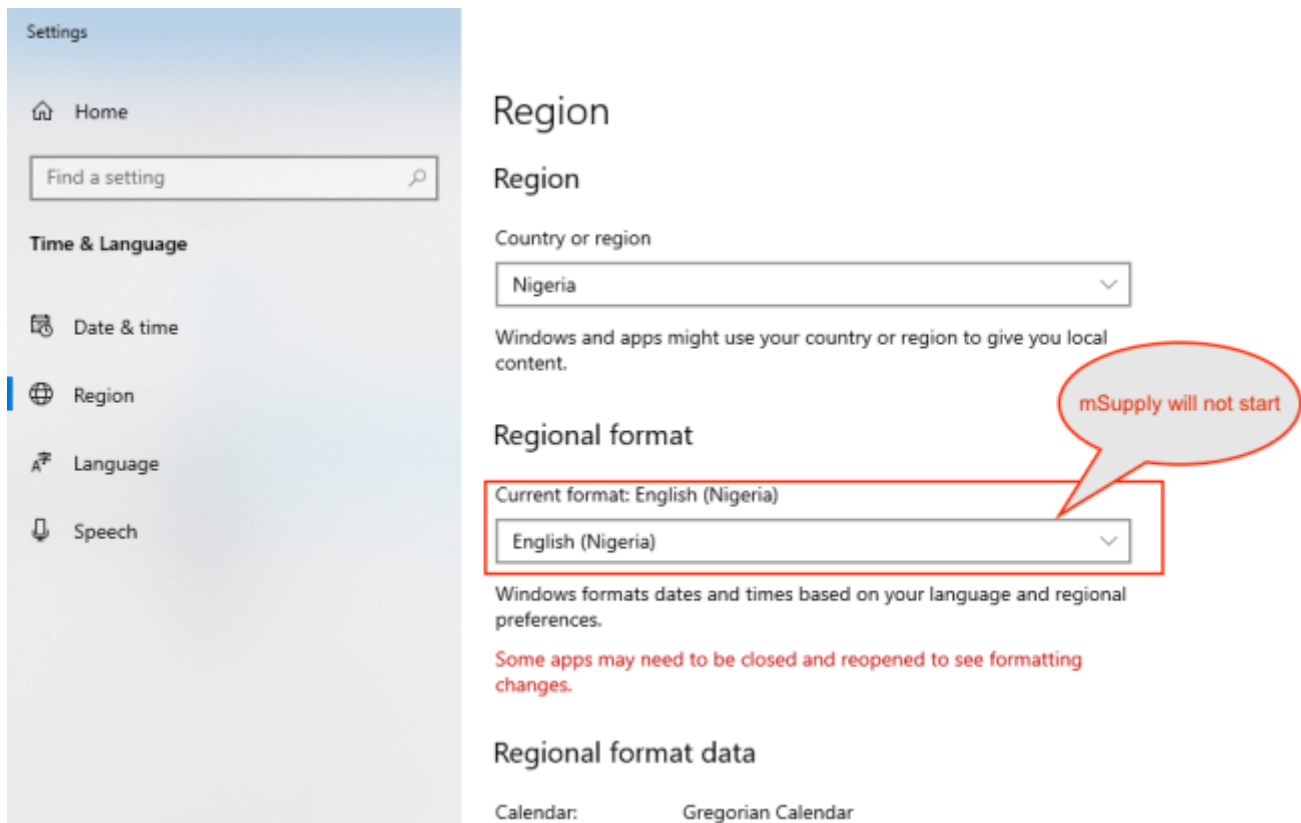 Settings
Home
Find a setting
Time & Language
Date & time
Region
Language
Speech
Region
Region
Country or region
Nigeria
Windows and apps might use your country or region to give you local
content.
mSupply will not start
Regional format
Current format: English (Nigeria)
English (Nigeria)
Windows formats dates and times based on your language and regional
preferences.
Some apps may need to be closed and reopened to see formatting
changes.
Regional format data
Calendar: Gregorian Calendar